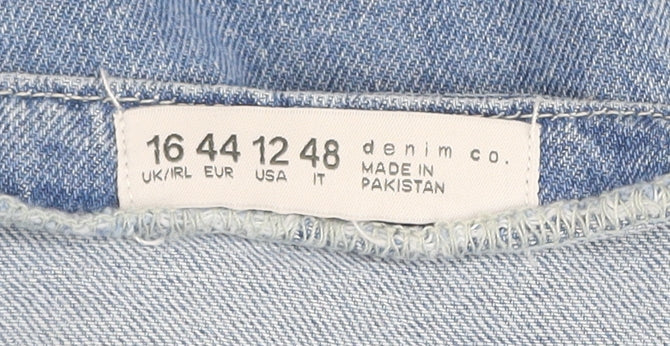 16 44 12 48 denim co.
UK/IRL EUR USA IT MADE IN
PAKISTAN